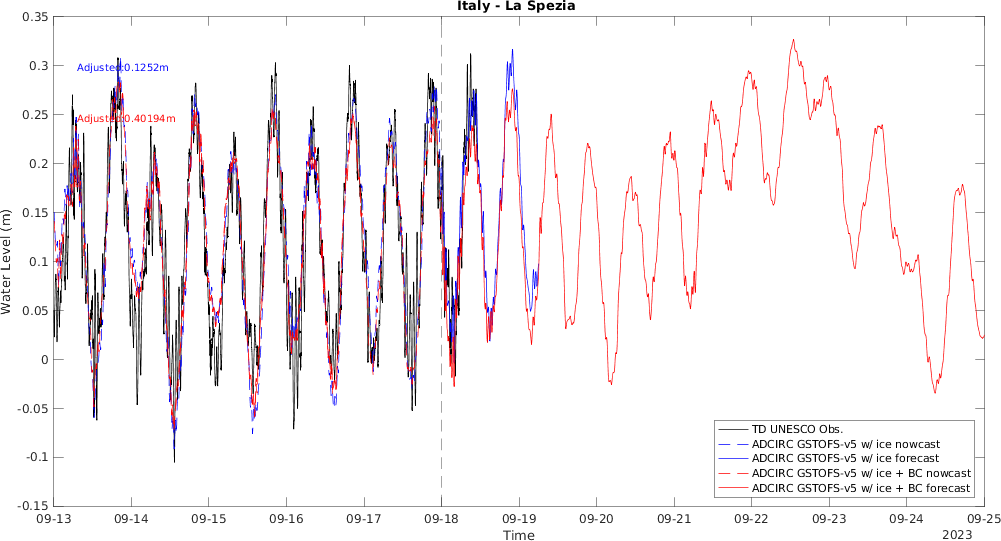 Italy - La Spezia
0.35
0.3
0.25
0.2
0.15
0.1
0.05
0
-0.05
-0.1
-0.15
Water Level (m)
Adjusted:0.1252m
Adjusted:0.40194m
TD UNESCO Obs.
ADCIRC GSTOFS-v5 w/ ice nowcast
ADCIRC GSTOFS-v5 w/ ice forecast
ADCIRC GSTOFS-v5 w/ ice + BC nowcast
ADCIRC GSTOFS-v5 w/ ice + BC forecast
09-13 09-14 09-15 09-16 09-17 09-18 09-19 09-20 09-21 09-22 09-23 09-24 09-25
Time
2023